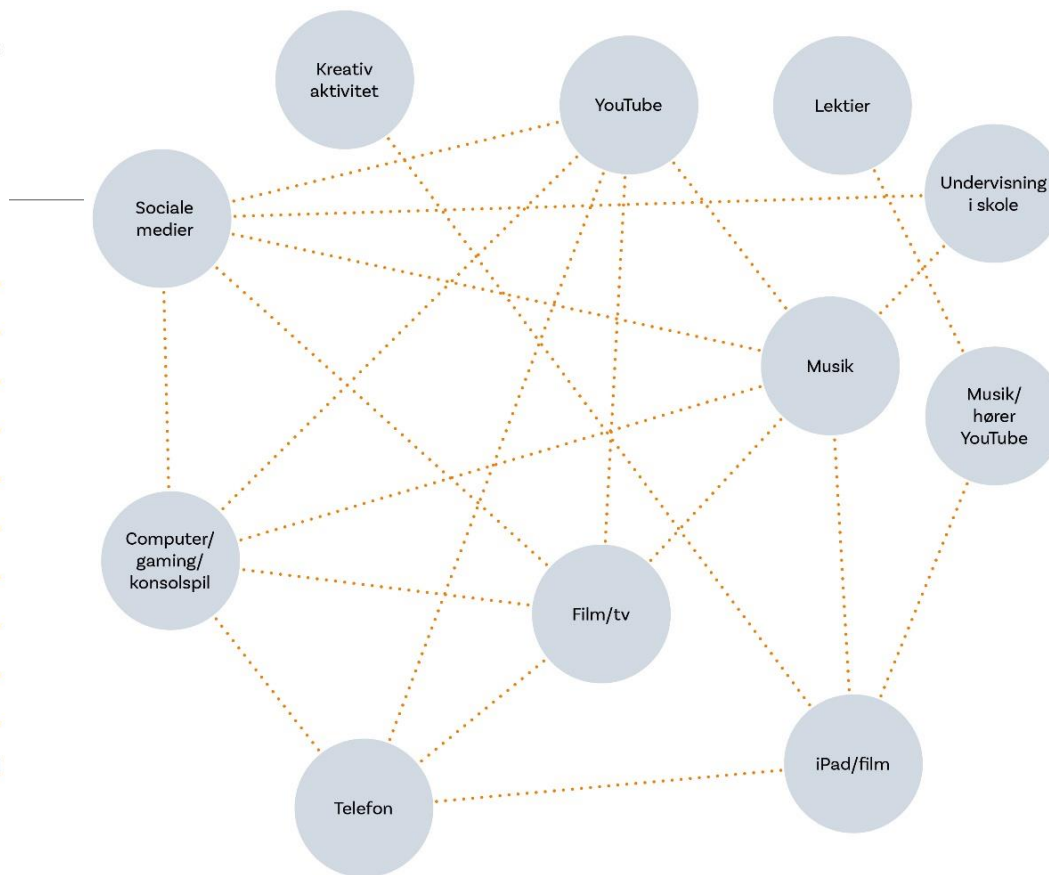 Kreativ
aktivitet
YouTube
Lektier
Undervisning
i skole
Sociale
medier
Musik
Musik/
hører
YouTube
Computer/
gaming/
konsolspil
Film/tv
iPad/film
Telefon